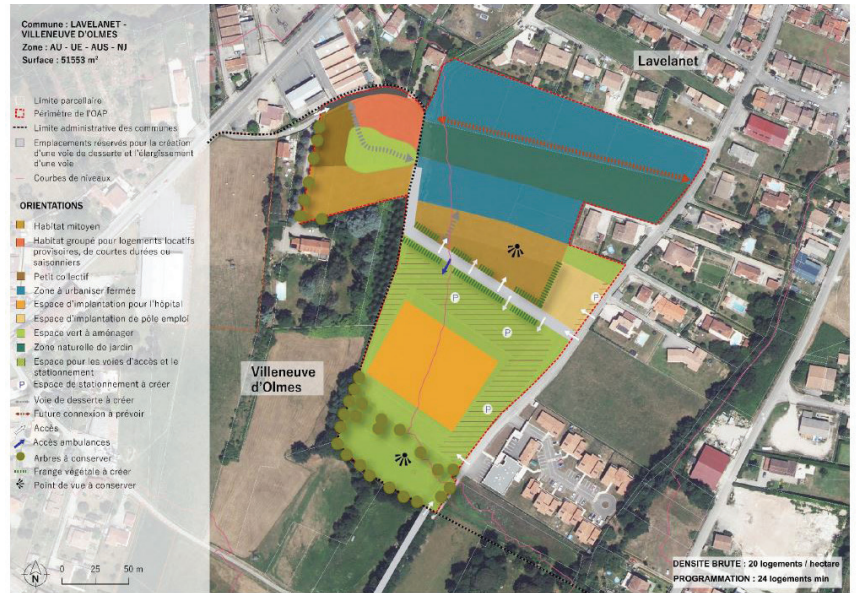 Commune : LAVELANET -
VILLENEUVE D'OLMES
Zone : AU - UE - AUS - NJ
Surface : 51553 m²
Limite parcellaire
Périmètre de l'OAP
Limite administrative des communes
Emplacements réservés pour la création
d'une voie de desserte et l'élargissement
d'une voie
Courbes de niveaux
ORIENTATIONS
Habitat mitoyen
Habitat groupé pour logements locatifs
provisoires, de courtes durées ou
saisonniers
Petit collectif
Zone à urbaniser fermée
Espace d'implantation pour l'hôpital
Espace d'implantation de pôle emploi
Espace vert à aménager
Zone naturelle de jardin
Espace pour les voies d'accès et le
stationnement
P Espace de stationnement à créer
Voie de desserte à créer
Future connexion a prévoir
Accès
Accès ambulances
Arbres à conserver
Frange végétale à créer
Point de vue à conserver
N
0 25 50 m
Lavelanet
P
P
P
P
Villeneuve
d'Olmes
DENSITE BRUTE : 20 logements / hectare
PROGRAMMATION : 24 logements min